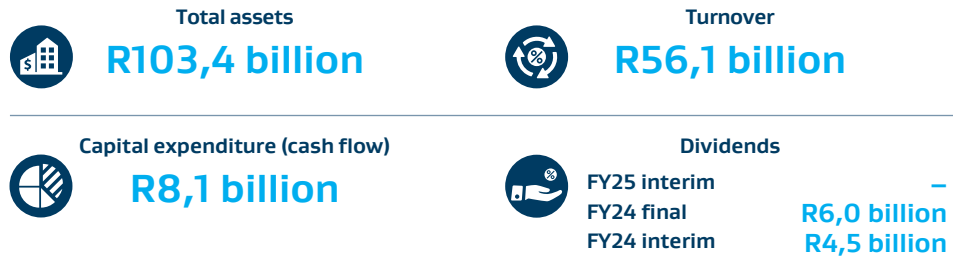 Total assets
R103,4 billion
$
Turnover
R56,1 billion
%
Capital expenditure (cash flow)
R8,1 billion
Dividends
%
FY25 interim –
FY24 final R6,0 billion
FY24 interim R4,5 billion